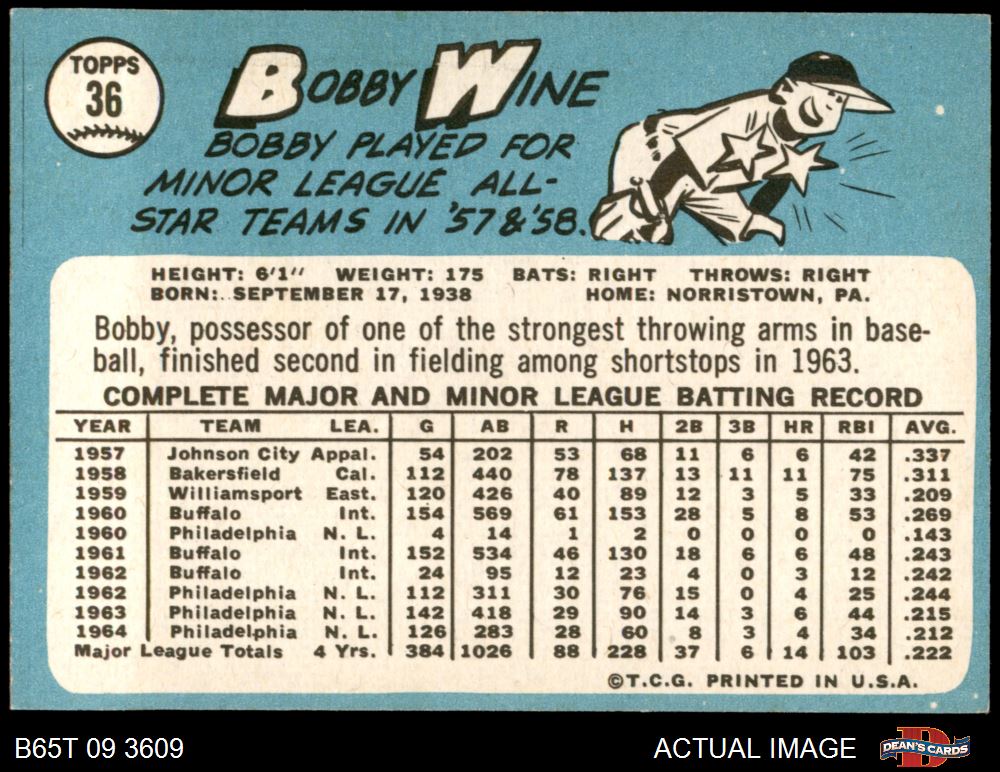 TOPPS
36
BOBBY WINE
BOBBY PLAYED FOR
MINOR LEAGUE ALL-
STAR TEAMS IN '57 & '58.
HEIGHT: 6'1" WEIGHT: 175 BATS: RIGHT THROWS: RIGHT
BORN: SEPTEMBER 17, 1938 HOME: NORRISTOWN, PA.
Bobby, possessor of one of the strongest throwing arms in base-
ball, finished second in fielding among shortstops in 1963.
COMPLETE MAJOR AND MINOR LEAGUE BATTING RECORD
YEAR TEAM LEA. G AB R H 2B 3B HR RBI AVG.
1957 Johnson City Appal. 54 202 53 68 11 6 6 42 .337
1958 Bakersfield Cal. 112 440 78 137 13 11 11 75 .311
1959 Williamsport East. 120 426 40 89 12 3 5 33 .209
1960 Buffalo Int. 154 569 61 153 28 5 8 53 .269
1960 Philadelphia N. L. 4 14 1 2 0 0 0 0 .143
1961 Buffalo Int. 152 534 46 130 18 6 6 48 .243
1962 Buffalo Int. 24 95 12 23 4 0 3 12 .242
1962 Philadelphia N. L. 112 311 30 76 15 0 4 25 .244
1963 Philadelphia N. L. 142 418 29 90 14 3 6 44 .215
1964 Philadelphia N. L. 126 283 28 60 8 3 4 34 .212
Major League Totals 4 Yrs. 384 1026 88 228 37 6 14 103 .222
©T.C.G. PRINTED IN U.S.A.
B65T 09 3609 ACTUAL IMAGE D DEAN'S CARDS